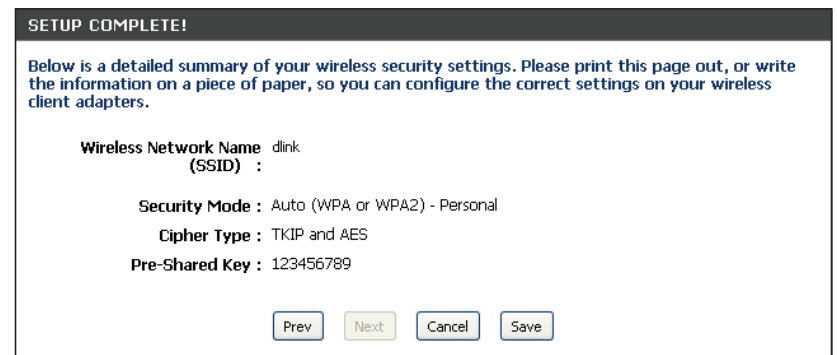 SETUP COMPLETE!
Below is a detailed summary of your wireless security settings. Please print this page out, or write
the information on a piece of paper, so you can configure the correct settings on your wireless
client adapters.
Wireless Network Name (SSID) : dlink
Security Mode : Auto (WPA or WPA2) - Personal
Cipher Type : TKIP and AES
Pre-Shared Key : 123456789
Prev Next Cancel Save